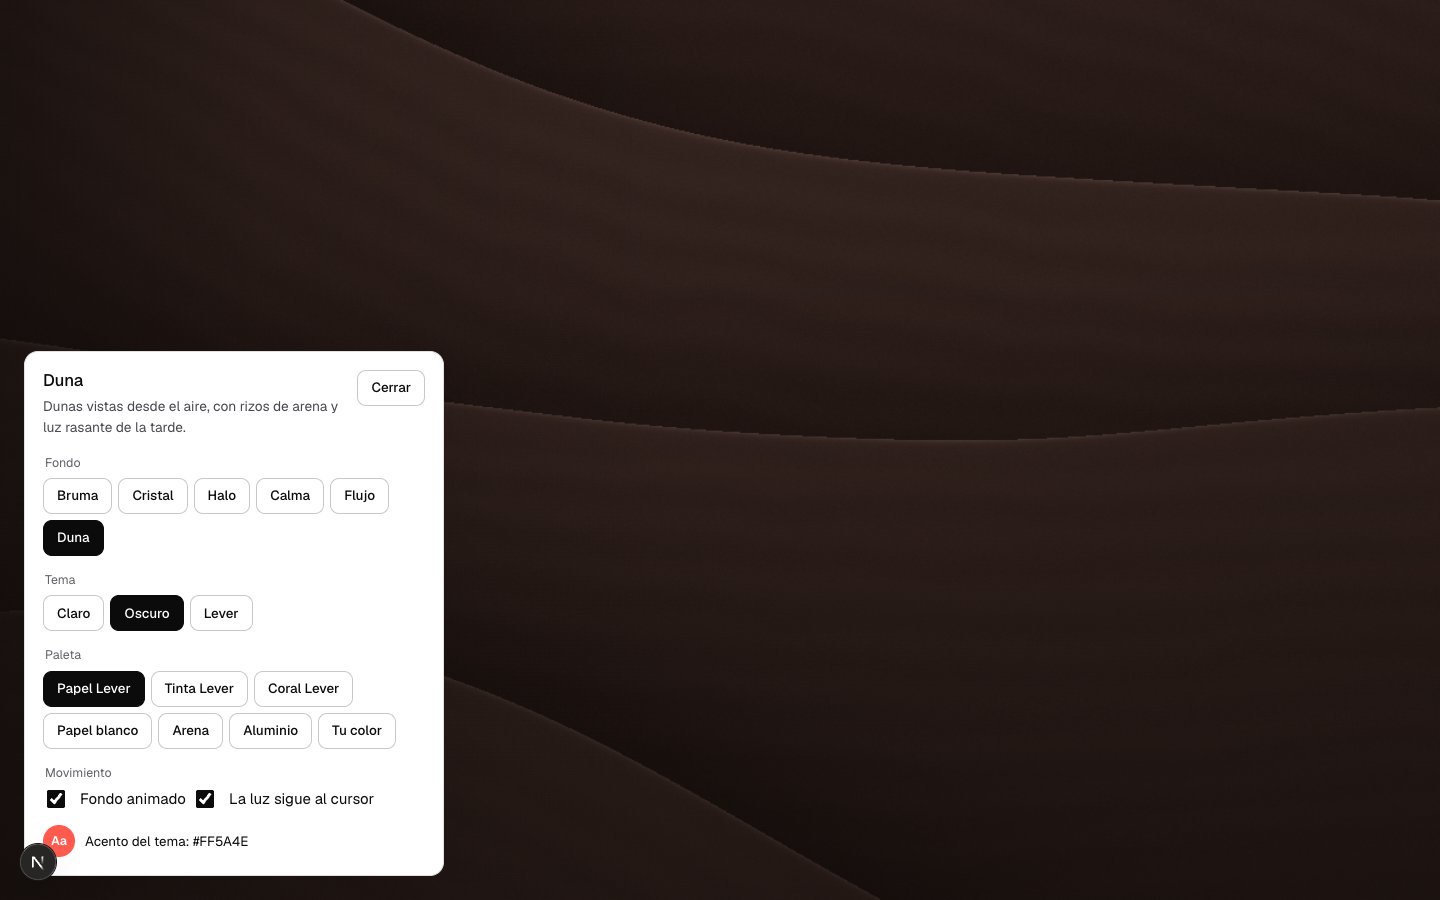 Duna
Cerrar
Dunas vistas desde el aire, con rizos de arena y
luz rasante de la tarde.
Fondo
Bruma Cristal Halo Calma Flujo
Duna
Tema
Claro Oscuro Lever
Paleta
Papel Lever Tinta Lever Coral Lever
Papel blanco Arena Aluminio Tu color
Movimiento
Fondo animado La luz sigue al cursor
Aa Acento del tema: #FF5A4E
N